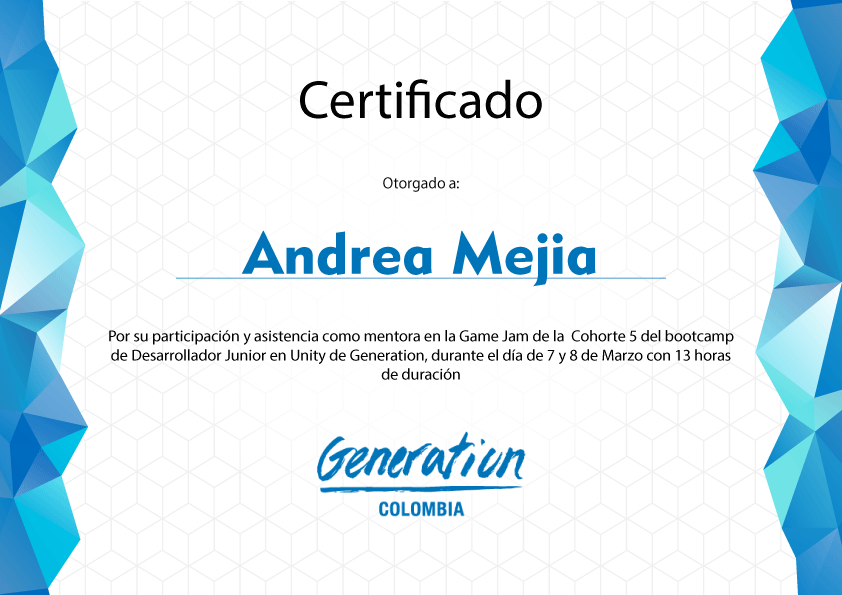 Certificado
Otorgado a:
Andrea Mejia
Por su participación y asistencia como mentora en la Game Jam de la Cohorte 5 del bootcamp
de Desarrollador Junior en Unity de Generation, durante el día de 7 y 8 de Marzo con 13 horas
de duración
Generation
COLOMBIA